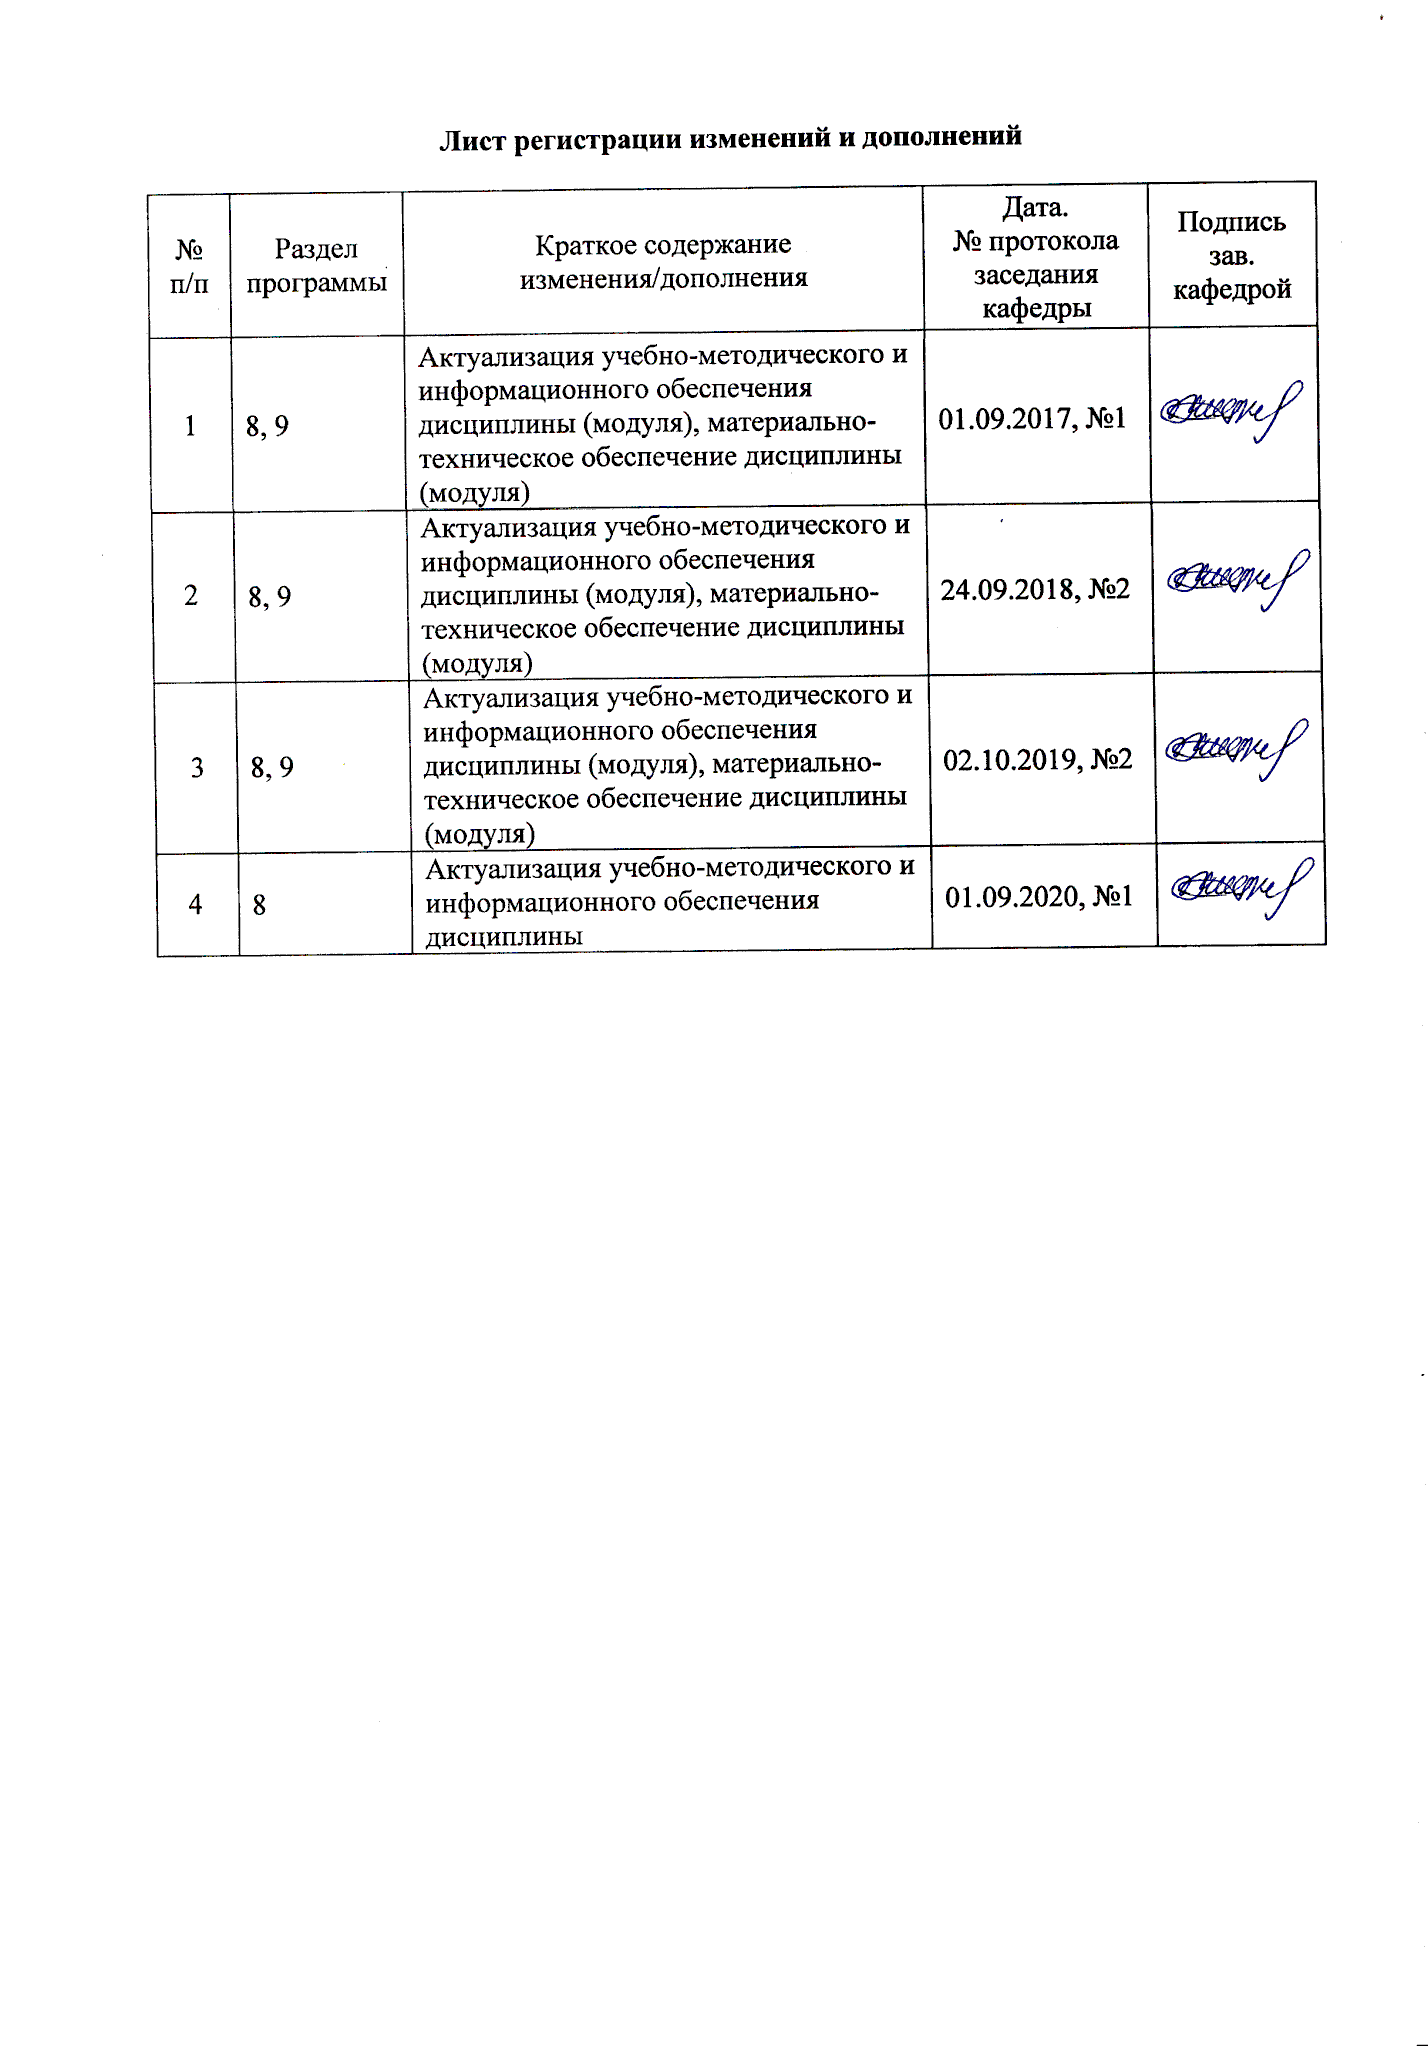 Лист регистрации изменений и дополнений
№
п/п
Раздел
программы
Краткое содержание
изменения/дополнения
Дата.
№ протокола
заседания
кафедры
Подпись
зав.
кафедрой
1
8, 9
Актуализация учебно-методического и
информационного обеспечения
дисциплины (модуля), материально-
техническое обеспечение дисциплины
(модуля)
01.09.2017, №1
2
8, 9
Актуализация учебно-методического и
информационного обеспечения
дисциплины (модуля), материально-
техническое обеспечение дисциплины
(модуля)
24.09.2018, №2
3
8, 9
Актуализация учебно-методического и
информационного обеспечения
дисциплины (модуля), материально-
техническое обеспечение дисциплины
(модуля)
02.10.2019, №2
4
8
Актуализация учебно-методического и
информационного обеспечения
дисциплины
01.09.2020, №1